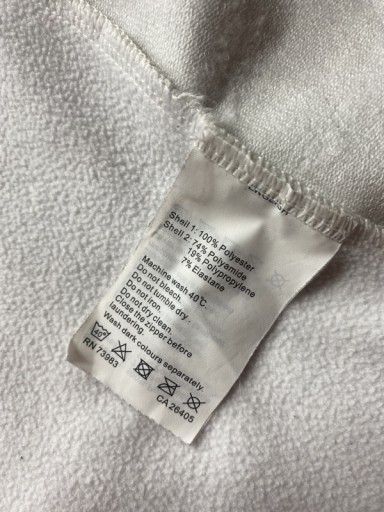 Shell 1: 100% Polyester
Shell 2: 74% Polyamide
19% Polypropylene
7% Elastane
Machine wash 40°C.
Do not bleach.
Do not tumble dry.
Do not iron.
Do not dry clean.
Close the zipper before
laundering.
Wash dark colours separately.
40°
RN 73983
CA 26405